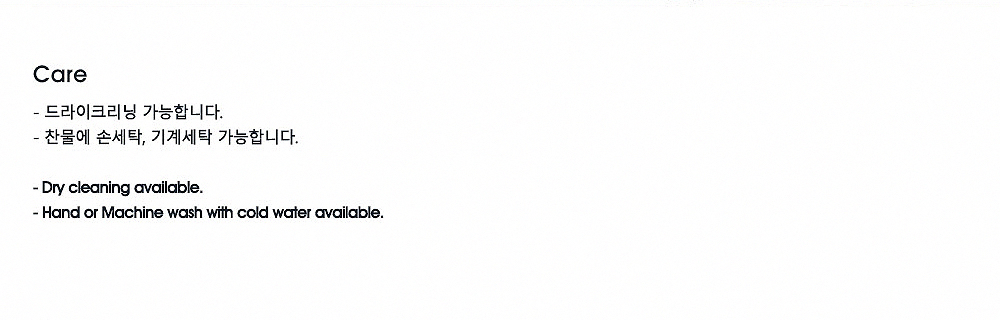 Care
- 드라이크리닝 가능합니다.
- 찬물에 손세탁, 기계세탁 가능합니다.
- Dry cleaning available.
- Hand or Machine wash with cold water available.